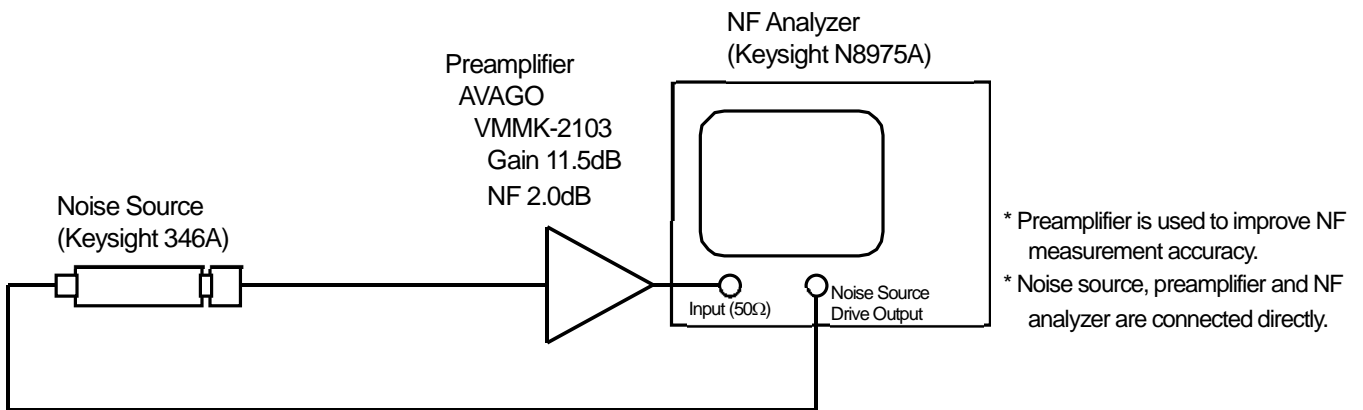 NF Analyzer
(Keysight N8975A)
Preamplifier
AVAGO
VMMK-2103
Gain 11.5dB
NF 2.0dB
Noise Source
(Keysight 346A)
Input (50Ω)
Noise Source
Drive Output
* Preamplifier is used to improve NF
measurement accuracy.
* Noise source, preamplifier and NF
analyzer are connected directly.